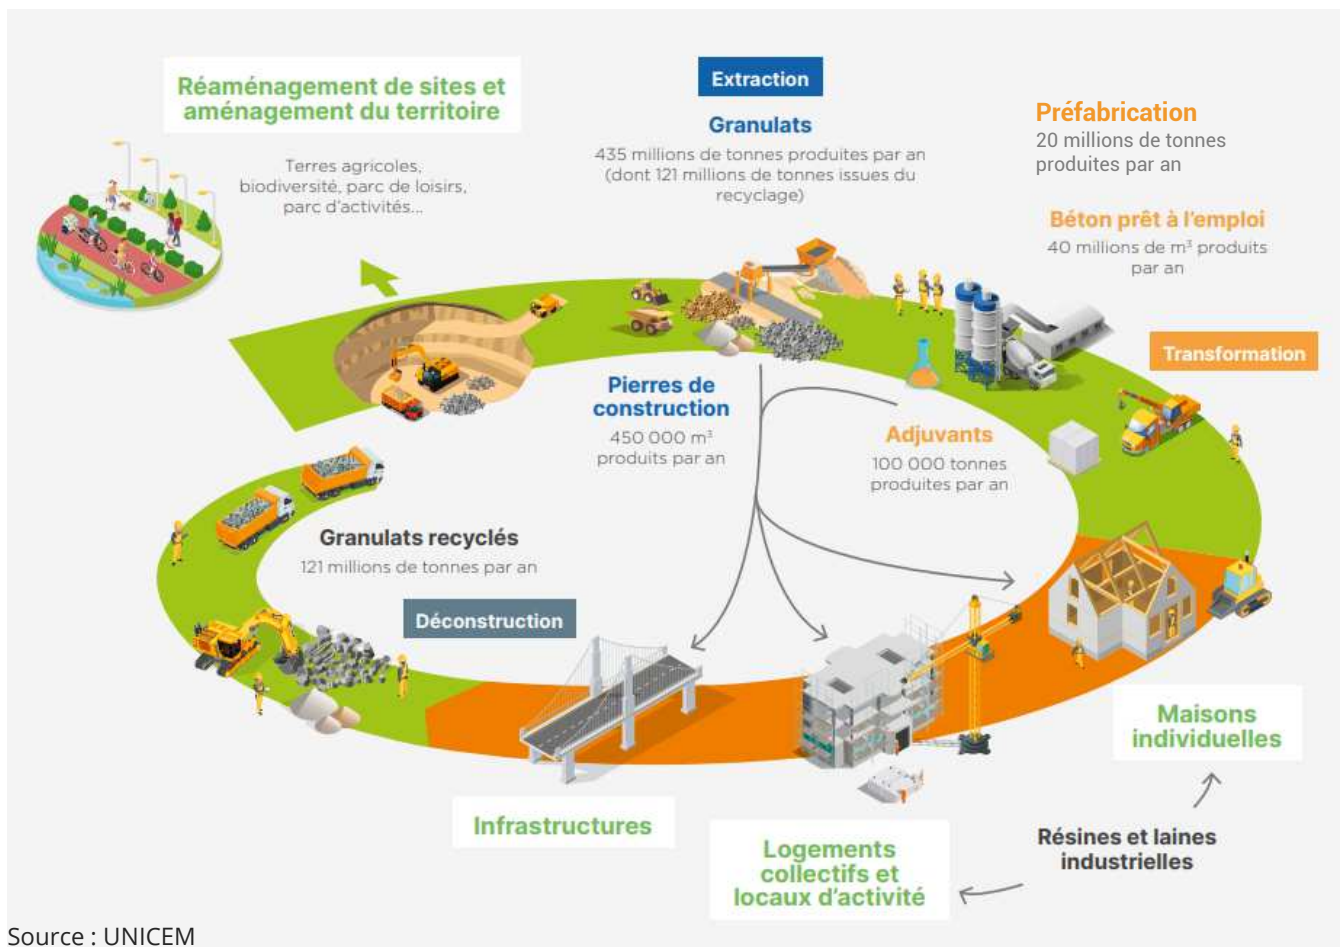 Réaménagement de sites et
aménagement du territoire
Terres agricoles,
biodiversité, parc de loisirs,
parc d'activités...
Extraction
Granulats
435 millions de tonnes produites par an
(dont 121 millions de tonnes issues du
recyclage)
Préfabrication
20 millions de tonnes
produites par an
Béton prêt à l'emploi
40 millions de m³ produits
par an
Transformation
Pierres de
construction
450 000 m³
produits par an
Adjuvants
100 000 tonnes
produites par an
Granulats recyclés
121 millions de tonnes par an
Déconstruction
Maisons
individuelles
Infrastructures
Logements
collectifs et
locaux d'activité
Résines et laines
industrielles
Source : UNICEM